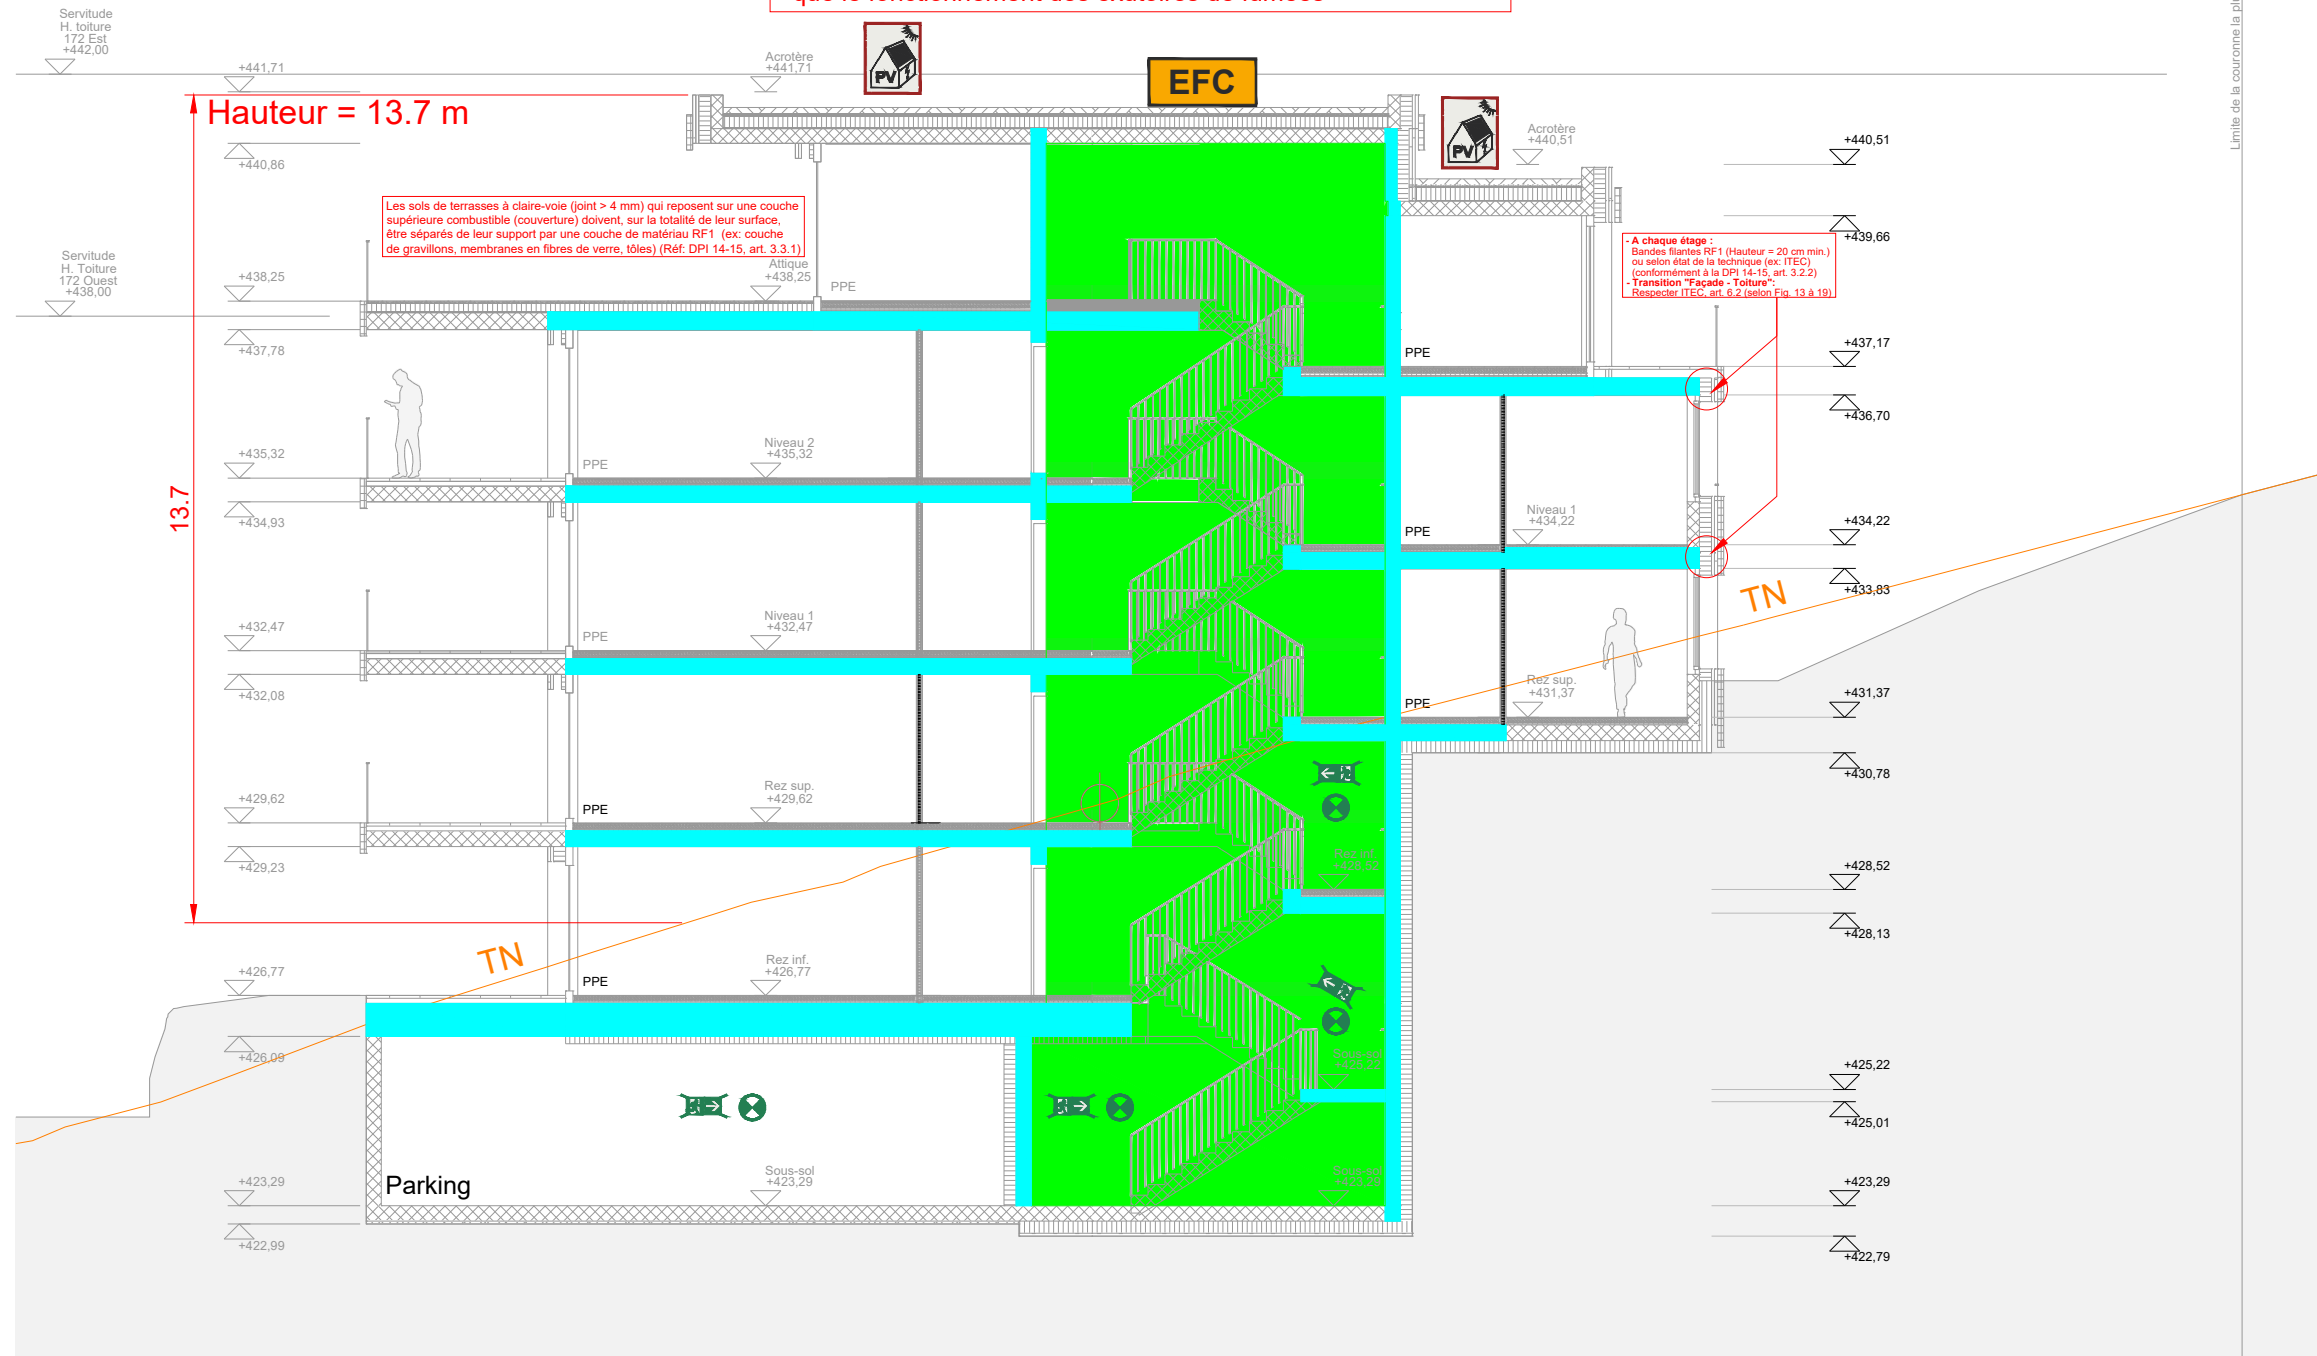 Servitude
H. toiture
172 Est
+442,00
+441,71
Acrotère
+441,71
PV
EFC
Hauteur = 13.7 m
+440,86
PV
Acrotère
+440,51
+440,51
Les sols de terrasses à claire-voie (joint > 4 mm) qui reposent sur une couche
supérieure combustible (couverture) doivent, sur la totalité de leur surface,
être séparés de leur support par une couche de matériau RF1 (ex: couche
de gravillons, membranes en fibres de verre, tôles) (Réf: DPI 14-15, art. 3.3.1)
+439,66
- A chaque étage :
Bandes filantes RF1 (Hauteur = 20 cm min.)
ou selon état de la technique (ex: ITEC)
(conformément à la DPI 14-15, art. 3.2.2)
- Transition "Façade - Toiture":
Respecter ITEC, art. 6.2 (selon Fig. 13 à 19)
Servitude
H. Toiture
172 Ouest
+438,00
+438,25
Attique
+438,25
PPE
+437,78
PPE
+437,17
+436,70
+435,32
Niveau 2
+435,32
PPE
13.7
+434,93
PPE
Niveau 1
+434,22
+434,22
+433,83
TN
+432,47
Niveau 1
+432,47
PPE
+432,08
PPE
Rez sup.
+431,37
+431,37
+430,78
+429,62
Rez sup.
+429,62
PPE
+429,23
+428,52
+428,13
TN
+426,77
Rez inf.
+426,77
PPE
+426,09
+425,22
+425,01
Parking
+423,29
Sous-sol
+423,29
Sous-sol
+423,29
+423,29
+422,99
+422,79